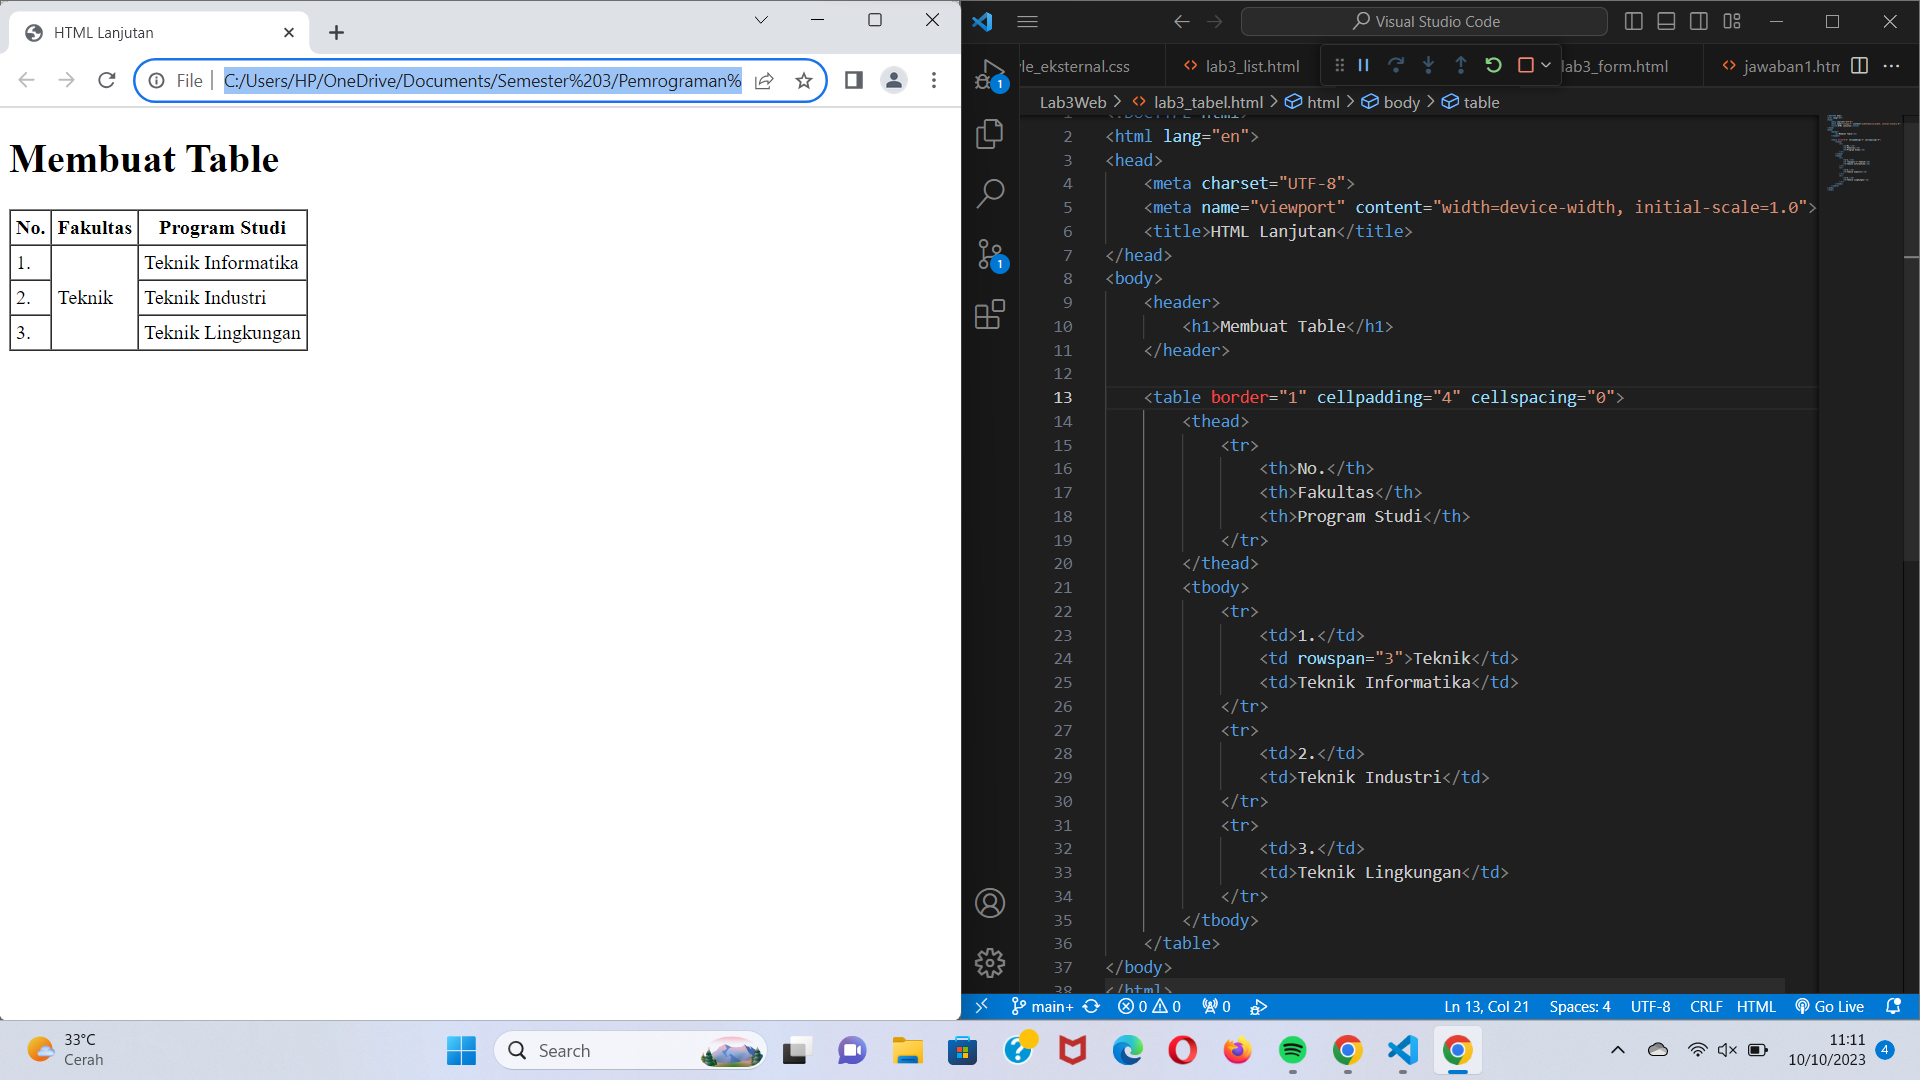 HTML Lanjutan
File
C:/Users/HP/OneDrive/Documents/Semester%203/Pemrograman%
Membuat Table
No. Fakultas Program Studi
1. Teknik Informatika
2. Teknik Teknik Industri
3. Teknik Lingkungan
Visual Studio Code
le_eksternal.css lab3_list.html lab3_form.html jawaban1.htm
Lab3Web > lab3_tabel.html > html > body > table
2 <html lang="en">
3 <head>
4 <meta charset="UTF-8">
5 <meta name="viewport" content="width=device-width, initial-scale=1.0">
6 <title>HTML Lanjutan</title>
7 </head>
8 <body>
9 <header>
10 <h1>Membuat Table</h1>
11 </header>
12
13 <table border="1" cellpadding="4" cellspacing="0">
14 <thead>
15 <tr>
16 <th>No.</th>
17 <th>Fakultas</th>
18 <th>Program Studi</th>
19 </tr>
20 </thead>
21 <tbody>
22 <tr>
23 <td>1.</td>
24 <td rowspan="3">Teknik</td>
25 <td>Teknik Informatika</td>
26 </tr>
27 <tr>
28 <td>2.</td>
29 <td>Teknik Industri</td>
30 </tr>
31 <tr>
32 <td>3.</td>
33 <td>Teknik Lingkungan</td>
34 </tr>
35 </tbody>
36 </table>
37 </body>
38 </html>
1
1
main+ 0 0 0 Ln 13, Col 21 Spaces: 4 UTF-8 CRLF HTML Go Live
33°C
Cerah
Search
11:11
10/10/2023
4